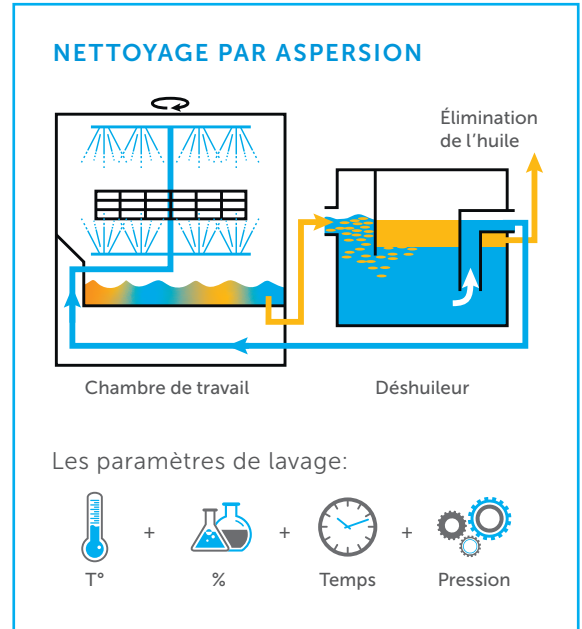 NETTOYAGE PAR ASPERSION
Élimination
de l'huile
Chambre de travail
Déshuileur
Les paramètres de lavage:
+ + +
T° % Temps Pression